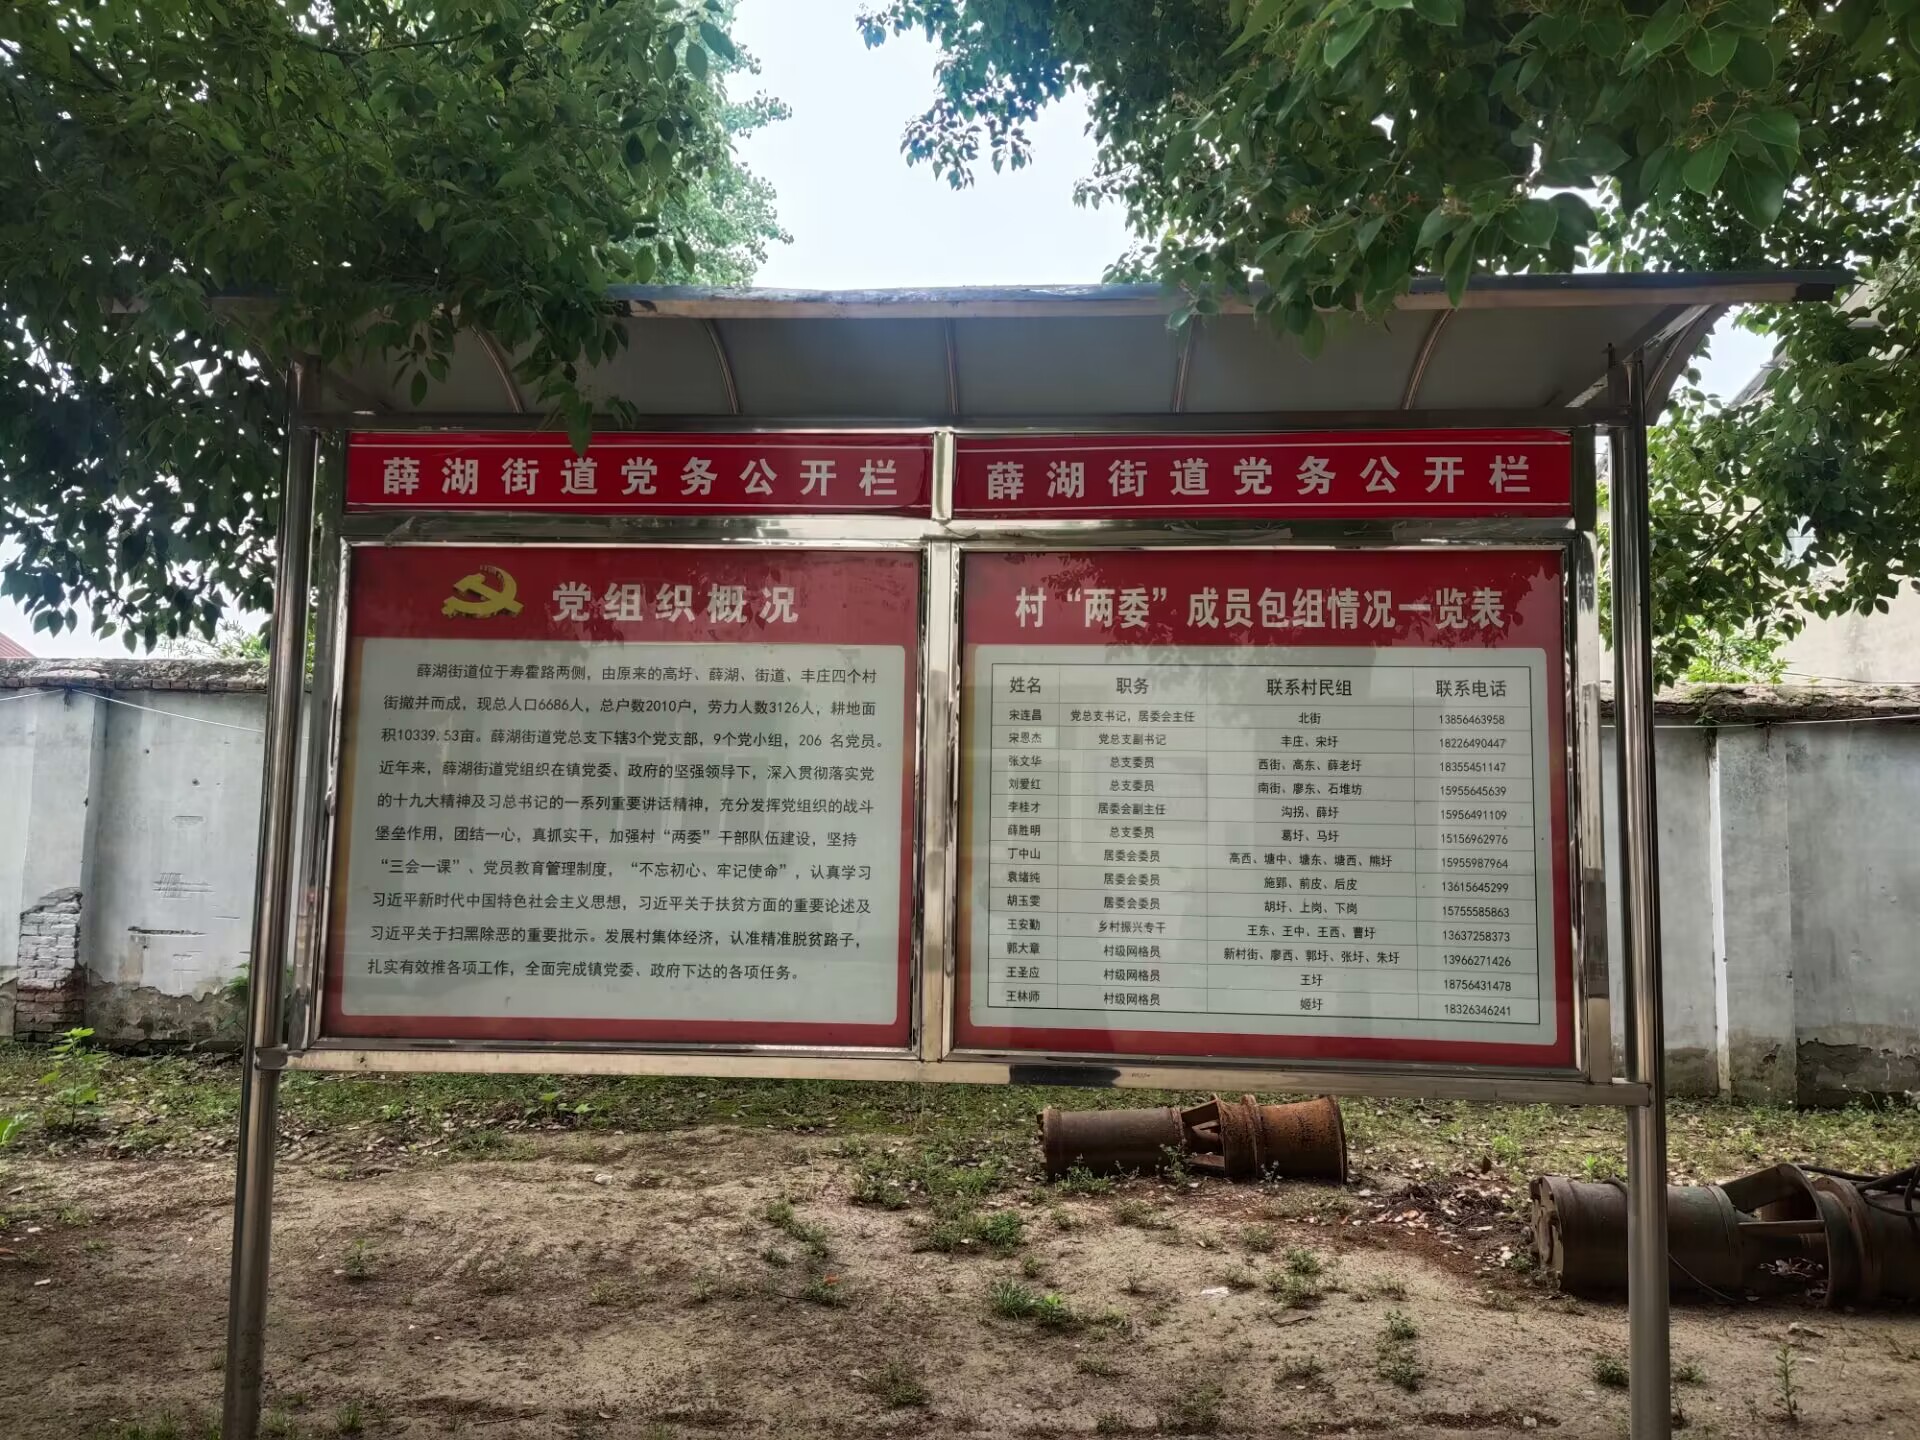 薛湖街道党务公开栏
党组织概况
薛湖街道位于寿霍路两侧，由原来的高圩、薛湖、街道、丰庄四个村
街撤并而成，现总人口6686人，总户数2010户，劳力人数3126人，耕地面
积10339.53亩。薛湖街道党总支下辖3个党支部，9个党小组，206 名党员。
近年来，薛湖街道党组织在镇党委、政府的坚强领导下，深入贯彻落实党
的十九大精神及习总书记的一系列重要讲话精神，充分发挥党组织的战斗
堡垒作用，团结一心，真抓实干，加强村“两委”干部队伍建设，坚持
“三会一课”、党员教育管理制度，“不忘初心、牢记使命”，认真学习
习近平新时代中国特色社会主义思想，习近平关于扶贫方面的重要论述及
习近平关于扫黑除恶的重要批示。发展村集体经济，认准精准脱贫路子，
扎实有效推各项工作，全面完成镇党委、政府下达的各项任务。
薛湖街道党务公开栏
村“两委”成员包组情况一览表
姓名 职务 联系村民组 联系电话
宋连昌 党总支书记，居委会主任 北街 13856463958
宋恩杰 党总支副书记 丰庄、宋圩 18226490447
张文华 总支委员 西街、高东、薛老圩 18355451147
刘爱红 总支委员 南街、廖东、石堆坊 15955645639
李桂才 居委会副主任 沟拐、薛圩 15956491109
薛胜明 总支委员 葛圩、马圩 15156962976
丁中山 居委会委员 高西、塘中、塘东、塘西、熊圩 15955987964
袁绪纯 居委会委员 施郢、前皮、后皮 13615645299
胡玉雯 居委会委员 胡圩、上岗、下岗 15755585863
王安勤 乡村振兴专干 王东、王中、王西、曹圩 13637258373
郭大章 村级网格员 新村街、廖西、郭圩、张圩、朱圩 13966271426
王圣应 村级网格员 王圩 18756431478
王林师 村级网格员 姬圩 18326346241